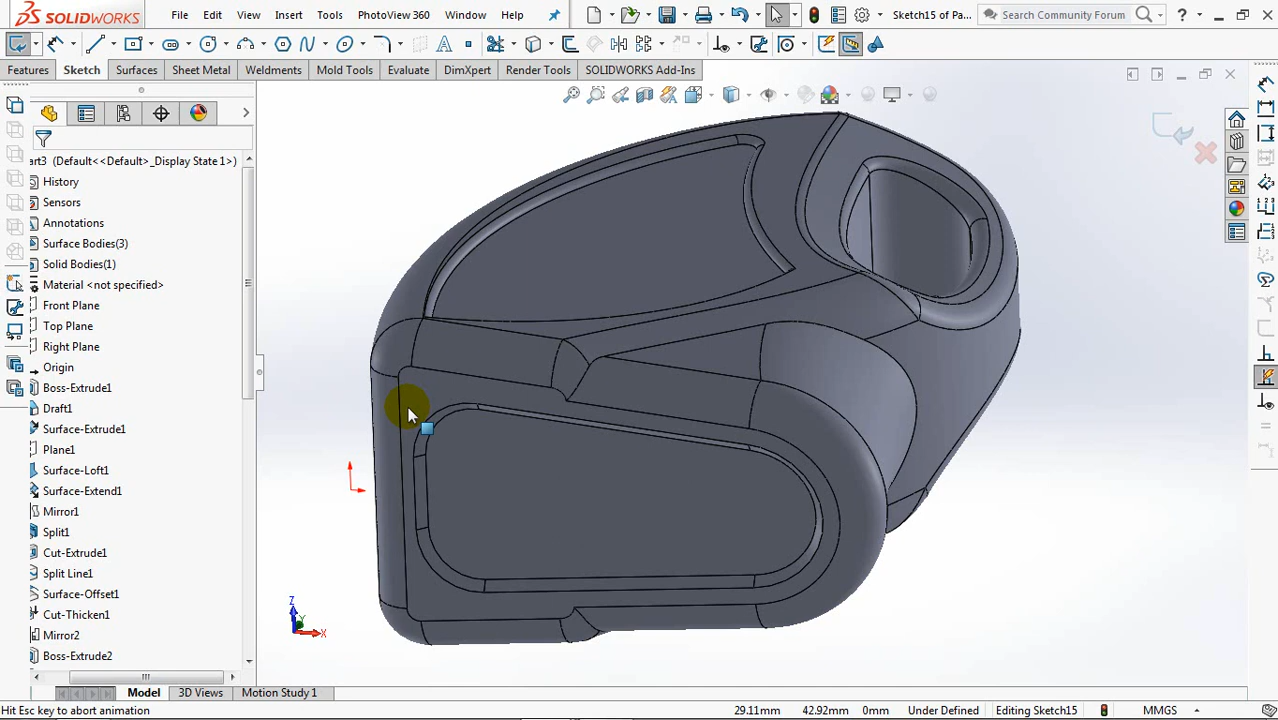 SOLIDWORKS File Edit View Insert Tools PhotoView 360 Window Help Sketch15 of Pa... Search Community Forum ?
Features Sketch Surfaces Sheet Metal Weldments Mold Tools Evaluate DimXpert Render Tools SOLIDWORKS Add-Ins
art3 (Default<<Default>_Display State 1>)
History
Sensors
Annotations
Surface Bodies(3)
Solid Bodies(1)
Material <not specified>
Front Plane
Top Plane
Right Plane
Origin
Boss-Extrude1
Draft1
Surface-Extrude1
Plane1
Surface-Loft1
Surface-Extend1
Mirror1
Split1
Cut-Extrude1
Split Line1
Surface-Offset1
Cut-Thicken1
Mirror2
Boss-Extrude2
Z
Y
X
Model 3D Views Motion Study 1
Hit Esc key to abort animation 29.11mm 42.92mm 0mm Under Defined Editing Sketch15 MMGS